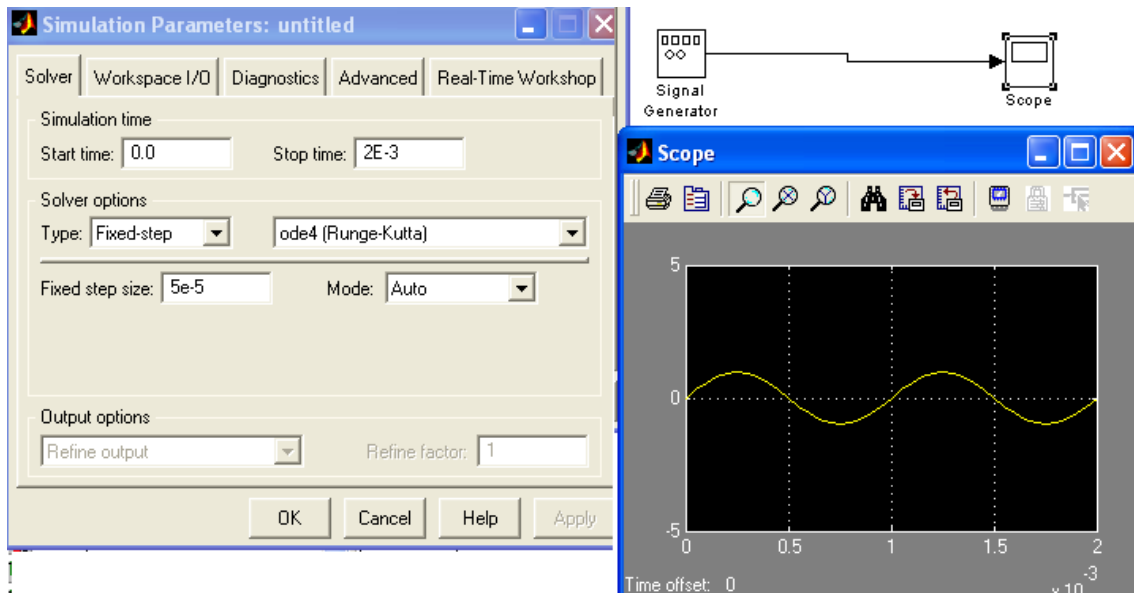 Simulation Parameters: untitled
Solver Workspace I/O Diagnostics Advanced Real-Time Workshop
Simulation time
Start time: 0.0 Stop time: 2E-3
Solver options
Type: Fixed-step ode4 (Runge-Kutta)
Fixed step size: 5e-5 Mode: Auto
Output options
Refine output Refine factor: 1
OK Cancel Help Apply
Signal
Generator
Scope
Scope
5
0
-5
0 0.5 1 1.5 2
Time offset: 0
x 10
-3